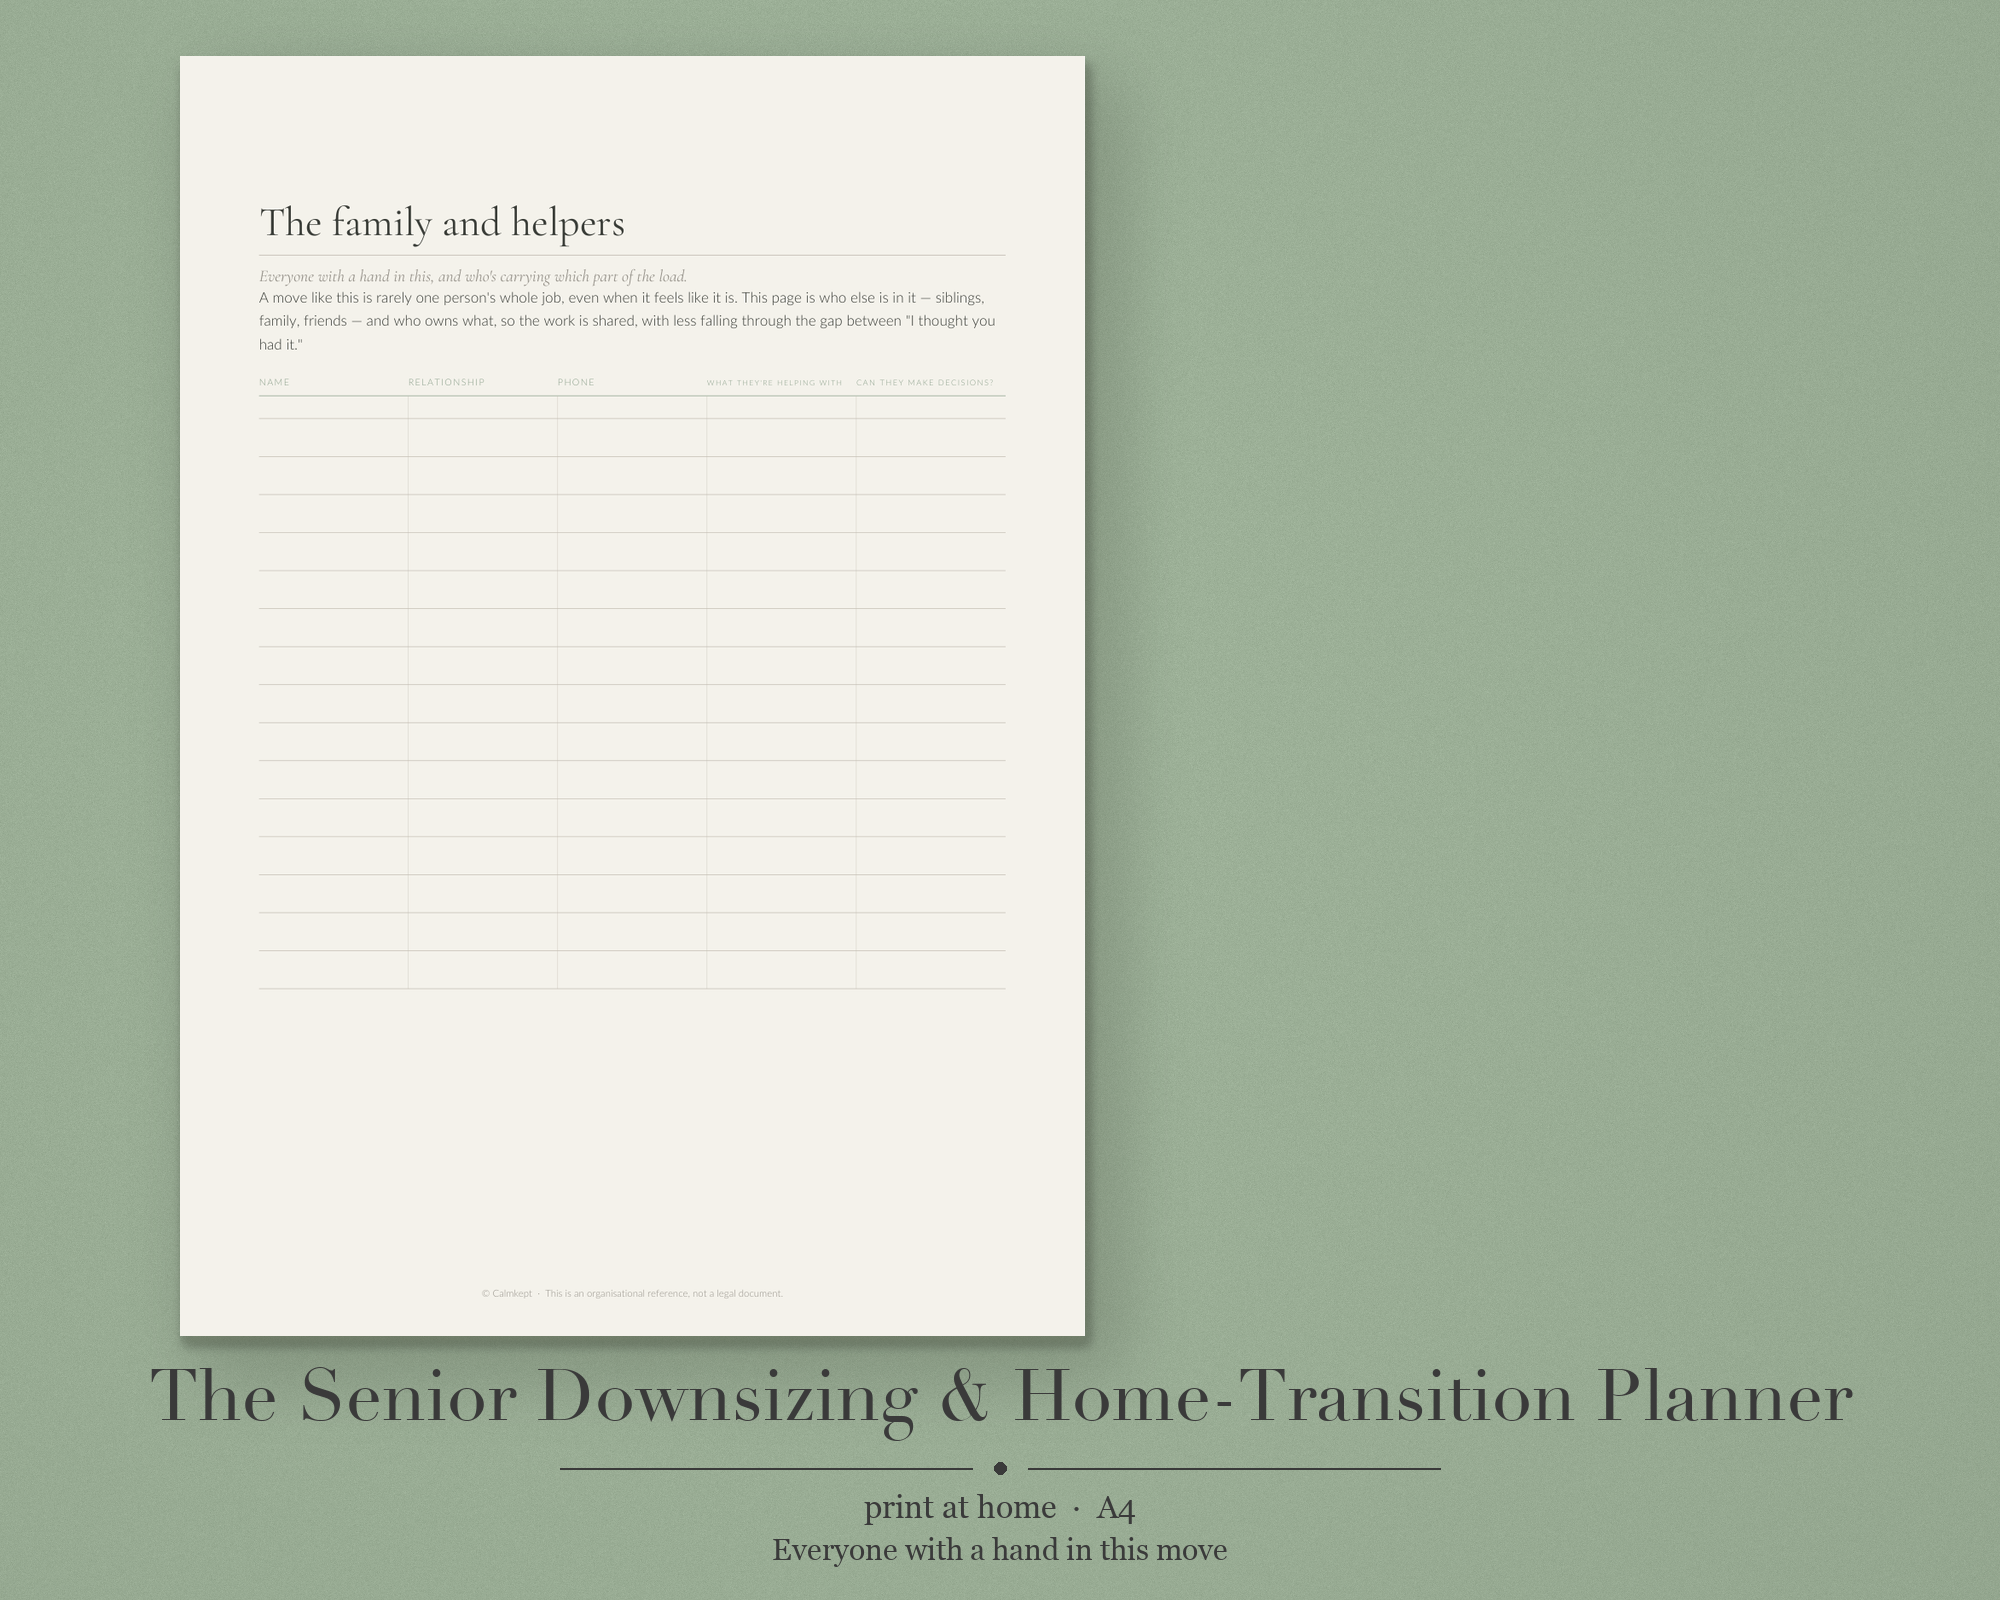 The family and helpers
Everyone with a hand in this, and who's carrying which part of the load.
A move like this is rarely one person's whole job, even when it feels like it is. This page is who else is in it — siblings,
family, friends — and who owns what, so the work is shared, with less falling through the gap between "I thought you
had it."
NAME RELATIONSHIP PHONE WHAT THEY'RE HELPING WITH CAN THEY MAKE DECISIONS?
© Calmkept · This is an organisational reference, not a legal document.
The Senior Downsizing & Home-Transition Planner
print at home · A4
Everyone with a hand in this move